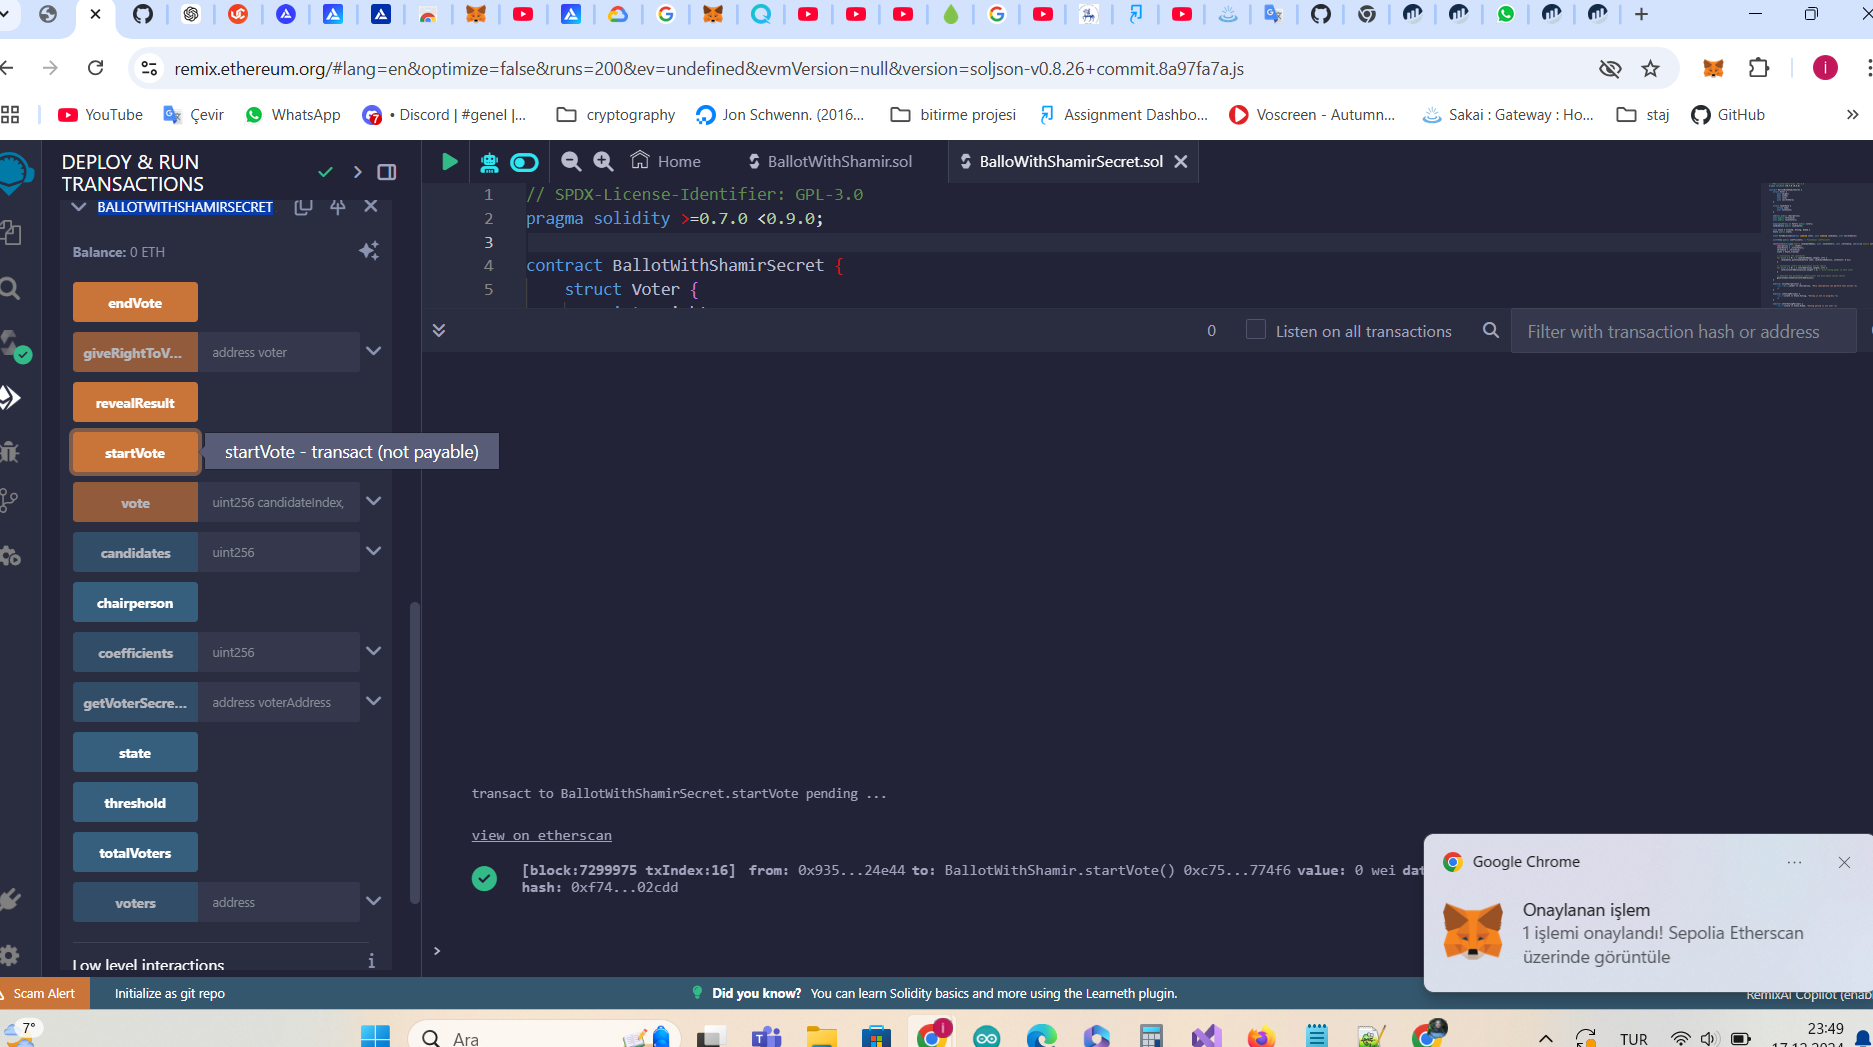 remix.ethereum.org/#lang=en&optimize=false&runs=200&ev=undefined&evmVersion=null&version=soljson-v0.8.26+commit.8a97fa7a.js
YouTube Çevir WhatsApp • Discord | #genel |... cryptography Jon Schwenn. (2016... bitirme projesi Assignment Dashbo... Voscreen - Autumn... Sakai : Gateway : Ho... staj GitHub
DEPLOY & RUN
TRANSACTIONS
Home
BallotWithShamir.sol
BalloWithShamirSecret.sol
BALLOTWITHSHAMIRSECRET
Balance: 0 ETH
endVote
giveRightToV... address voter
revealResult
startVote
startVote - transact (not payable)
vote uint256 candidateIndex,
candidates uint256
chairperson
coefficients uint256
getVoterSecre... address voterAddress
state
threshold
totalVoters
voters address
Low level interactions
i
1 // SPDX-License-Identifier: GPL-3.0
2 pragma solidity >=0.7.0 <0.9.0;
3
4 contract BallotWithShamirSecret {
5 struct Voter {
0 Listen on all transactions Filter with transaction hash or address
transact to BallotWithShamirSecret.startVote pending ...
view on etherscan
[block:7299975 txIndex:16] from: 0x935...24e44 to: BallotWithShamir.startVote() 0xc75...774f6 value: 0 wei dat
hash: 0xf74...02cdd
>
Google Chrome
Onaylanan işlem
1 işlemi onaylandı! Sepolia Etherscan
üzerinde görüntüle
Scam Alert Initialize as git repo Did you know? You can learn Solidity basics and more using the Learneth plugin. RemixAI Copilot (enab
7°
Ara
TUR
23:49
17.12.2024